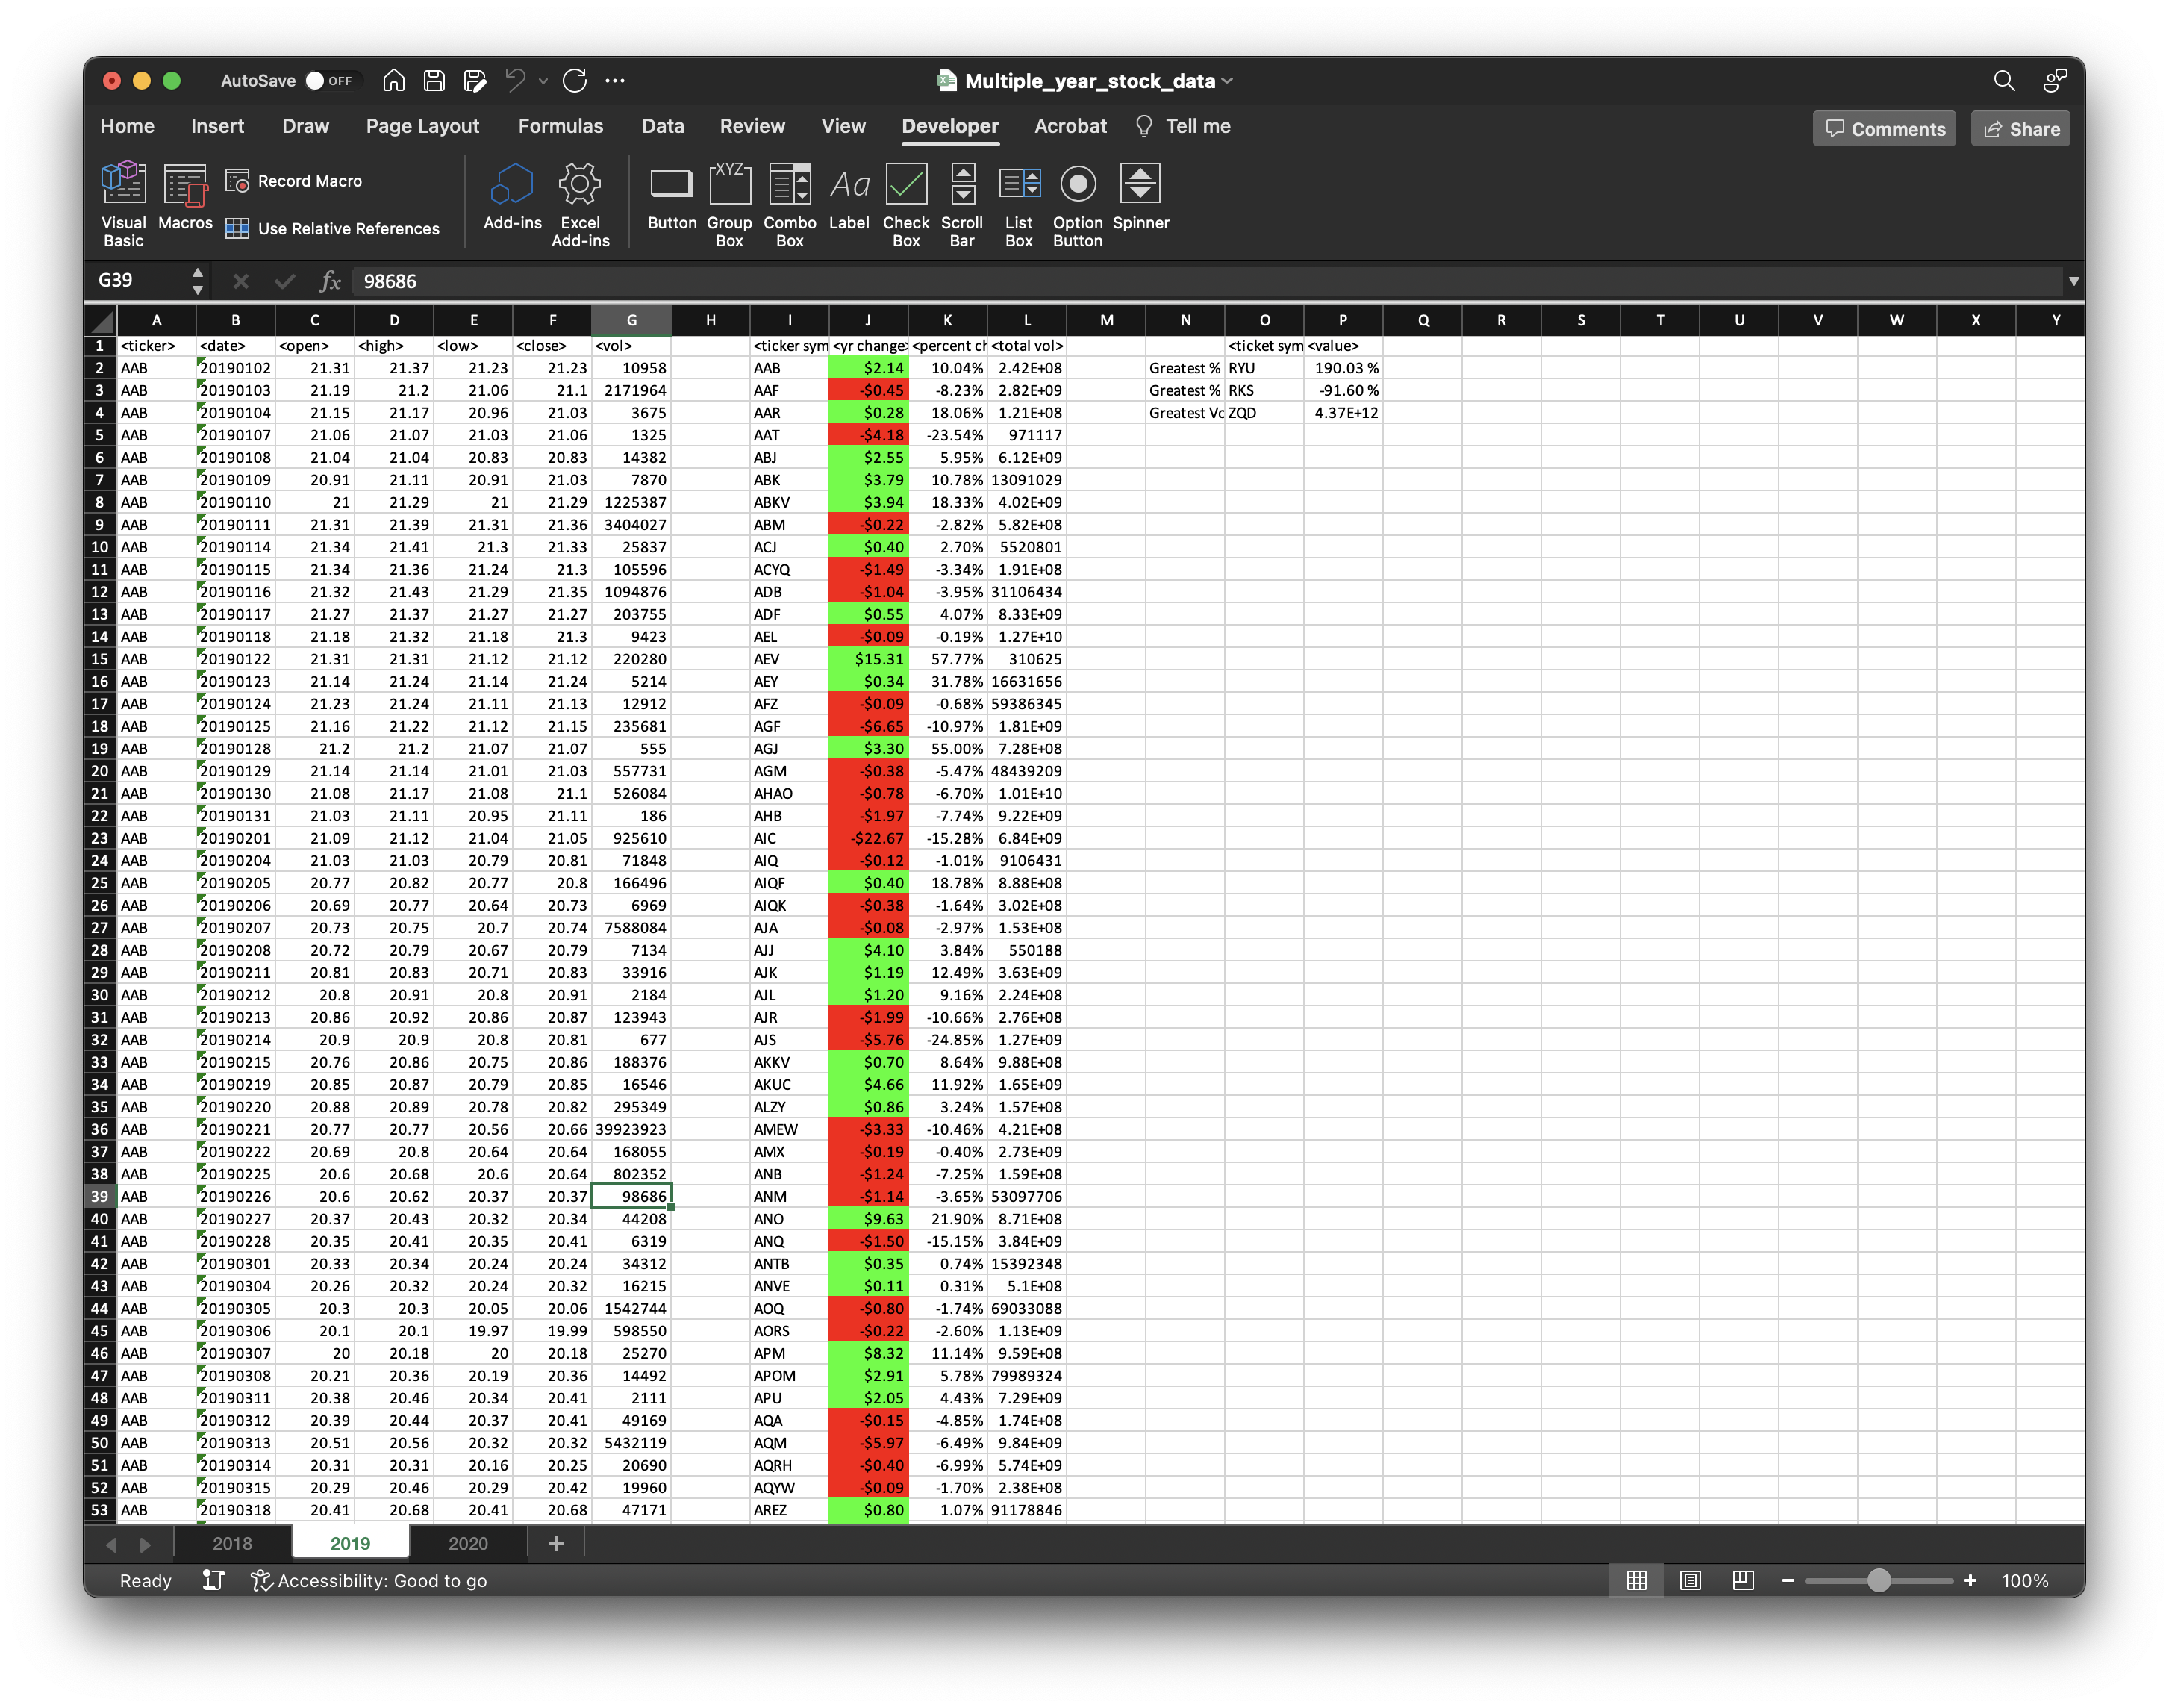 AutoSave OFF Multiple_year_stock_data
Home Insert Draw Page Layout Formulas Data Review View Developer Acrobat Tell me Comments Share
Visual Basic Macros Record Macro Use Relative References Add-ins Excel Add-ins Button XYZ Group Box Combo Box Aa Label Check Box Scroll Bar List Box Option Button Spinner
G39 fx 98686
A B C D E F G H I J K L M N O P Q R S T U V W X Y
1 <ticker> <date> <open> <high> <low> <close> <vol> <ticker sym <yr change> <percent ch <total vol> <ticket sym <value>
2 AAB 20190102 21.31 21.37 21.23 21.23 10958 AAB $2.14 10.04% 2.42E+08 Greatest % RYU 190.03 %
3 AAB 20190103 21.19 21.2 21.06 21.1 2171964 AAF -$0.45 -8.23% 2.82E+09 Greatest % RKS -91.60 %
4 AAB 20190104 21.15 21.17 20.96 21.03 3675 AAR $0.28 18.06% 1.21E+08 Greatest Vo ZQD 4.37E+12
5 AAB 20190107 21.06 21.07 21.03 21.06 1325 AAT -$4.18 -23.54% 971117
6 AAB 20190108 21.04 21.04 20.83 20.83 14382 ABJ $2.55 5.95% 6.12E+09
7 AAB 20190109 20.91 21.11 20.91 21.03 7870 ABK $3.79 10.78% 13091029
8 AAB 20190110 21 21.29 21 21.29 1225387 ABKV $3.94 18.33% 4.02E+09
9 AAB 20190111 21.31 21.39 21.31 21.36 3404027 ABM -$0.22 -2.82% 5.82E+08
10 AAB 20190114 21.34 21.41 21.3 21.33 25837 ACJ $0.40 2.70% 5520801
11 AAB 20190115 21.34 21.36 21.24 21.3 105596 ACYQ -$1.49 -3.34% 1.91E+08
12 AAB 20190116 21.32 21.43 21.29 21.35 1094876 ADB -$1.04 -3.95% 31106434
13 AAB 20190117 21.27 21.37 21.27 21.27 203755 ADF $0.55 4.07% 8.33E+09
14 AAB 20190118 21.18 21.32 21.18 21.3 9423 AEL -$0.09 -0.19% 1.27E+10
15 AAB 20190122 21.31 21.31 21.12 21.12 220280 AEV $15.31 57.77% 310625
16 AAB 20190123 21.14 21.24 21.14 21.24 5214 AEY $0.34 31.78% 16631656
17 AAB 20190124 21.23 21.24 21.11 21.13 12912 AFZ -$0.09 -0.68% 59386345
18 AAB 20190125 21.16 21.22 21.12 21.15 235681 AGF -$6.65 -10.97% 1.81E+09
19 AAB 20190128 21.2 21.2 21.07 21.07 555 AGJ $3.30 55.00% 7.28E+08
20 AAB 20190129 21.14 21.14 21.01 21.03 557731 AGM -$0.38 -5.47% 48439209
21 AAB 20190130 21.08 21.17 21.08 21.1 526084 AHAO -$0.78 -6.70% 1.01E+10
22 AAB 20190131 21.03 21.11 20.95 21.11 186 AHB -$1.97 -7.74% 9.22E+09
23 AAB 20190201 21.09 21.12 21.04 21.05 925610 AIC -$22.67 -15.28% 6.84E+09
24 AAB 20190204 21.03 21.03 20.79 20.81 71848 AIQ -$0.12 -1.01% 9106431
25 AAB 20190205 20.77 20.82 20.77 20.8 166496 AIQF $0.40 18.78% 8.88E+08
26 AAB 20190206 20.69 20.77 20.64 20.73 6969 AIQK -$0.38 -1.64% 3.02E+08
27 AAB 20190207 20.73 20.75 20.7 20.74 7588084 AJA -$0.08 -2.97% 1.53E+08
28 AAB 20190208 20.72 20.79 20.67 20.79 7134 AJJ $4.10 3.84% 550188
29 AAB 20190211 20.81 20.83 20.71 20.83 33916 AJK $1.19 12.49% 3.63E+09
30 AAB 20190212 20.8 20.91 20.8 20.91 2184 AJL $1.20 9.16% 2.24E+08
31 AAB 20190213 20.86 20.92 20.86 20.87 123943 AJR -$1.99 -10.66% 2.76E+08
32 AAB 20190214 20.9 20.9 20.8 20.81 677 AJS -$5.76 -24.85% 1.27E+09
33 AAB 20190215 20.76 20.86 20.75 20.86 188376 AKKV $0.70 8.64% 9.88E+08
34 AAB 20190219 20.85 20.87 20.79 20.85 16546 AKUC $4.66 11.92% 1.65E+09
35 AAB 20190220 20.88 20.89 20.78 20.82 295349 ALZY $0.86 3.24% 1.57E+08
36 AAB 20190221 20.77 20.77 20.56 20.66 39923923 AMEW -$3.33 -10.46% 4.21E+08
37 AAB 20190222 20.69 20.8 20.64 20.64 168055 AMX -$0.19 -0.40% 2.73E+09
38 AAB 20190225 20.6 20.68 20.6 20.64 802352 ANB -$1.24 -7.25% 1.59E+08
39 AAB 20190226 20.6 20.62 20.37 20.37 98686 ANM -$1.14 -3.65% 53097706
40 AAB 20190227 20.37 20.43 20.32 20.34 44208 ANO $9.63 21.90% 8.71E+08
41 AAB 20190228 20.35 20.41 20.35 20.41 6319 ANQ -$1.50 -15.15% 3.84E+09
42 AAB 20190301 20.33 20.34 20.24 20.24 34312 ANTB $0.35 0.74% 15392348
43 AAB 20190304 20.26 20.32 20.24 20.32 16215 ANVE $0.11 0.31% 5.1E+08
44 AAB 20190305 20.3 20.3 20.05 20.06 1542744 AOQ -$0.80 -1.74% 69033088
45 AAB 20190306 20.1 20.1 19.97 19.99 598550 AORS -$0.22 -2.60% 1.13E+09
46 AAB 20190307 20 20.18 20 20.18 25270 APM $8.32 11.14% 9.59E+08
47 AAB 20190308 20.21 20.36 20.19 20.36 14492 APOM $2.91 5.78% 79989324
48 AAB 20190311 20.38 20.46 20.34 20.41 2111 APU $2.05 4.43% 7.29E+09
49 AAB 20190312 20.39 20.44 20.37 20.41 49169 AQA -$0.15 -4.85% 1.74E+08
50 AAB 20190313 20.51 20.56 20.32 20.32 5432119 AQM -$5.97 -6.49% 9.84E+09
51 AAB 20190314 20.31 20.31 20.16 20.25 20690 AQRH -$0.40 -6.99% 5.74E+09
52 AAB 20190315 20.29 20.46 20.29 20.42 19960 AQYW -$0.09 -1.70% 2.38E+08
53 AAB 20190318 20.41 20.68 20.41 20.68 47171 AREZ $0.80 1.07% 91178846
2018 2019 2020 +
Ready Accessibility: Good to go 100%